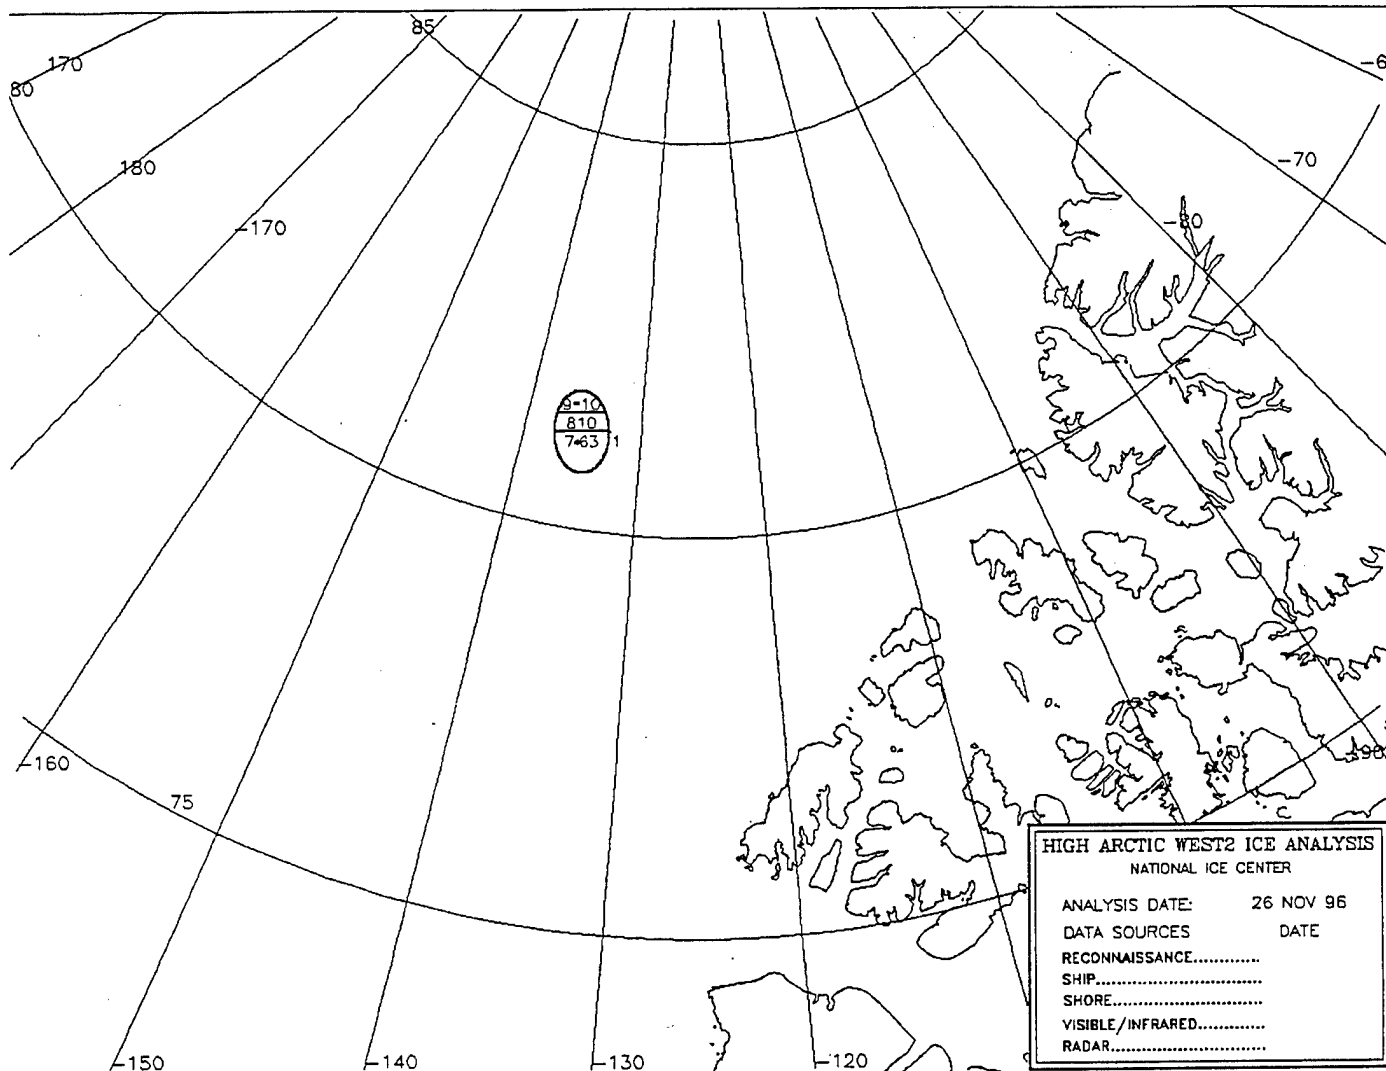 85
170
80
-6
180
-70
-170
-80
9-10
810
7•63 1
-160
75
-90
HIGH ARCTIC WEST2 ICE ANALYSIS
NATIONAL ICE CENTER
ANALYSIS DATE: 26 NOV 96
DATA SOURCES DATE
RECONNAISSANCE.............
SHIP................................
SHORE.............................
VISIBLE/INFRARED.............
RADAR..............................
-150
-140
-130
-120